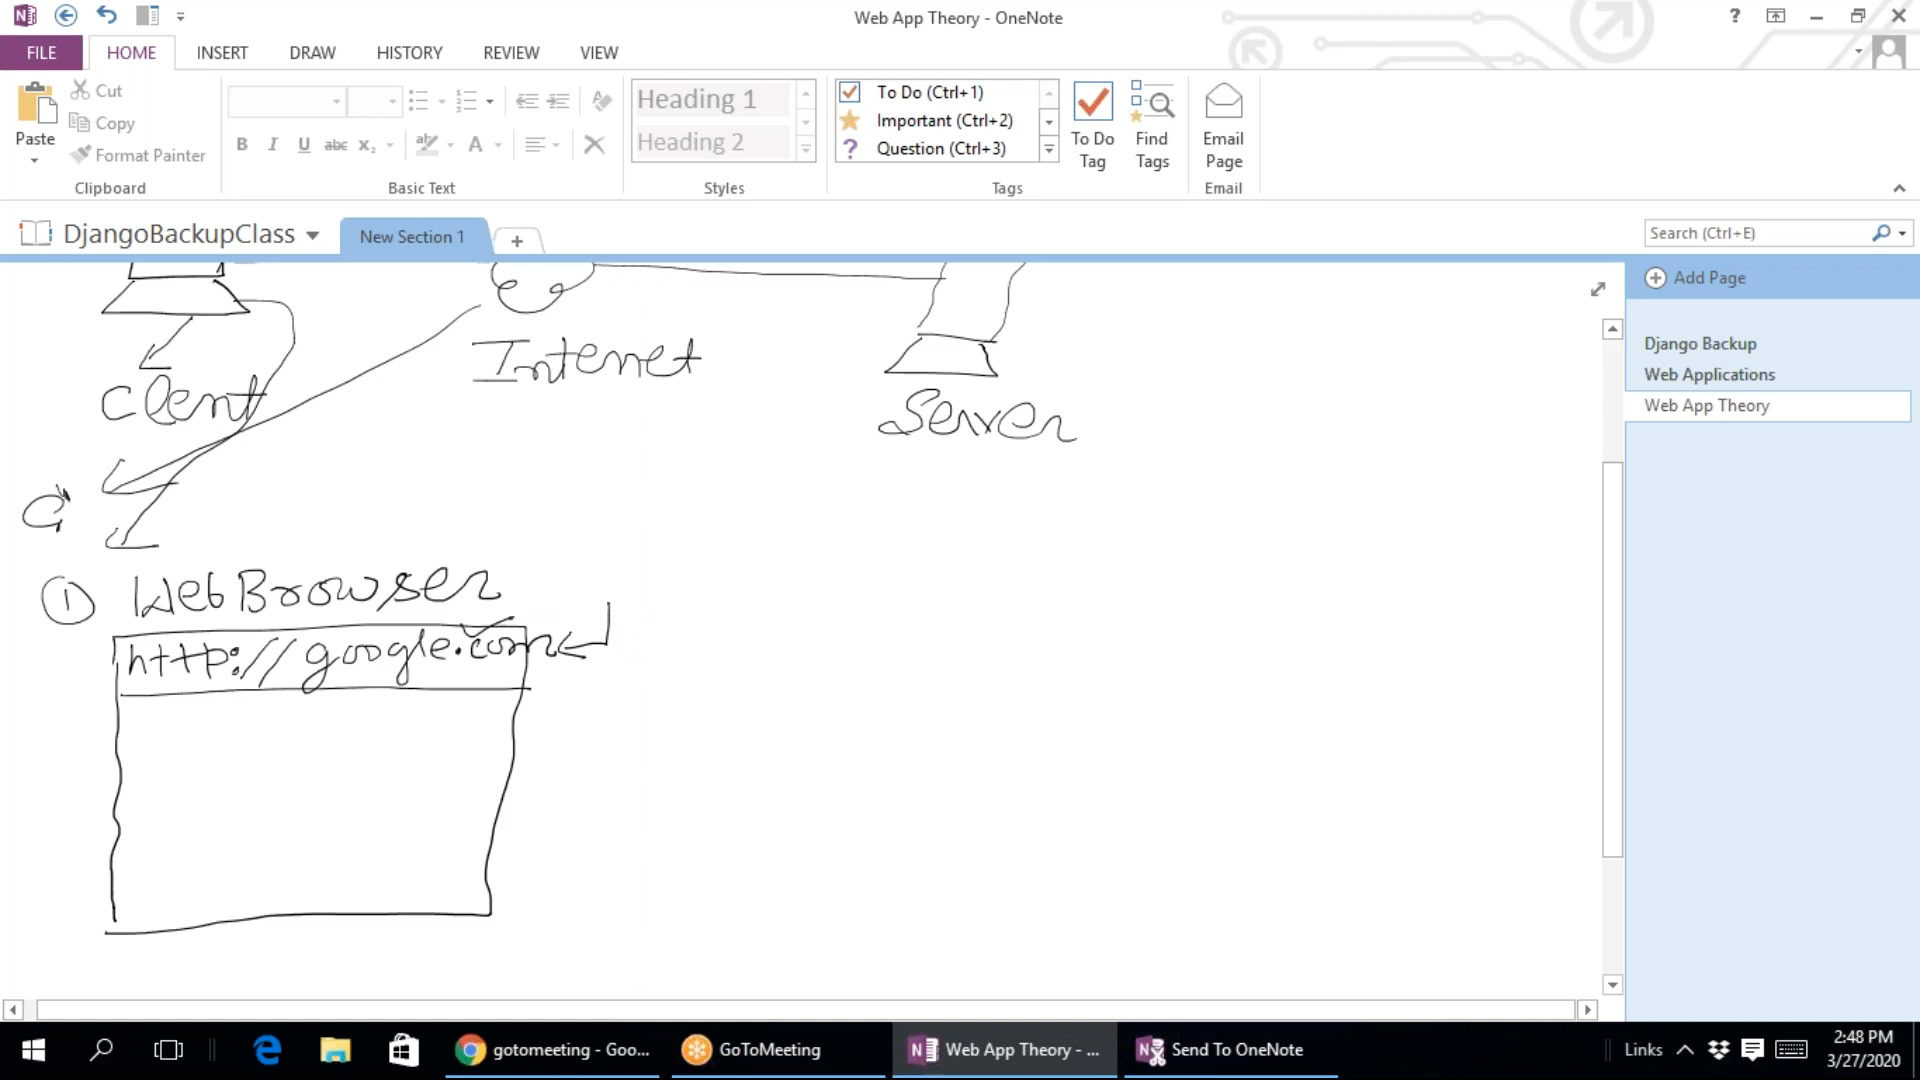 Web App Theory - OneNote
FILE HOME INSERT DRAW HISTORY REVIEW VIEW
Paste
Cut
Copy
Format Painter
Clipboard
B I U abc x₂ ab A
Basic Text
Heading 1
Heading 2
Styles
To Do (Ctrl+1)
Important (Ctrl+2)
Question (Ctrl+3)
Tags
To Do
Tag
Find
Tags
Email
Page
Email
DjangoBackupClass New Section 1
Search (Ctrl+E)
Add Page
Django Backup
Web Applications
Web App Theory
Internet
Client
Server
① WebBrowser
http://google.com
gotomeeting - Goo... GoToMeeting Web App Theory - ... Send To OneNote Links
2:48 PM
3/27/2020